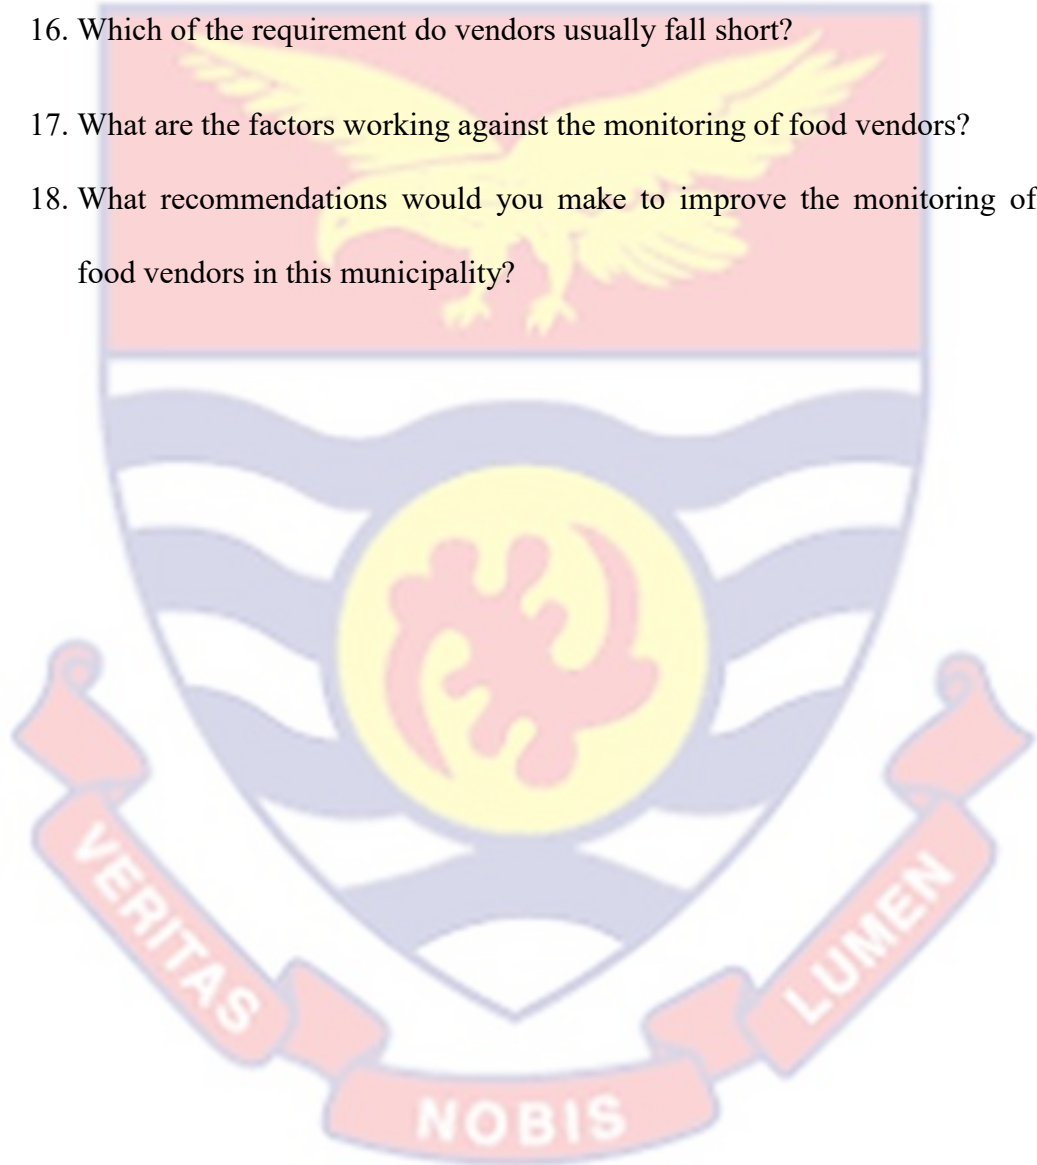 16. Which of the requirement do vendors usually fall short?
17. What are the factors working against the monitoring of food vendors?
18. What recommendations would you make to improve the monitoring of
food vendors in this municipality?
VERITAS
NOBIS
LUMEN